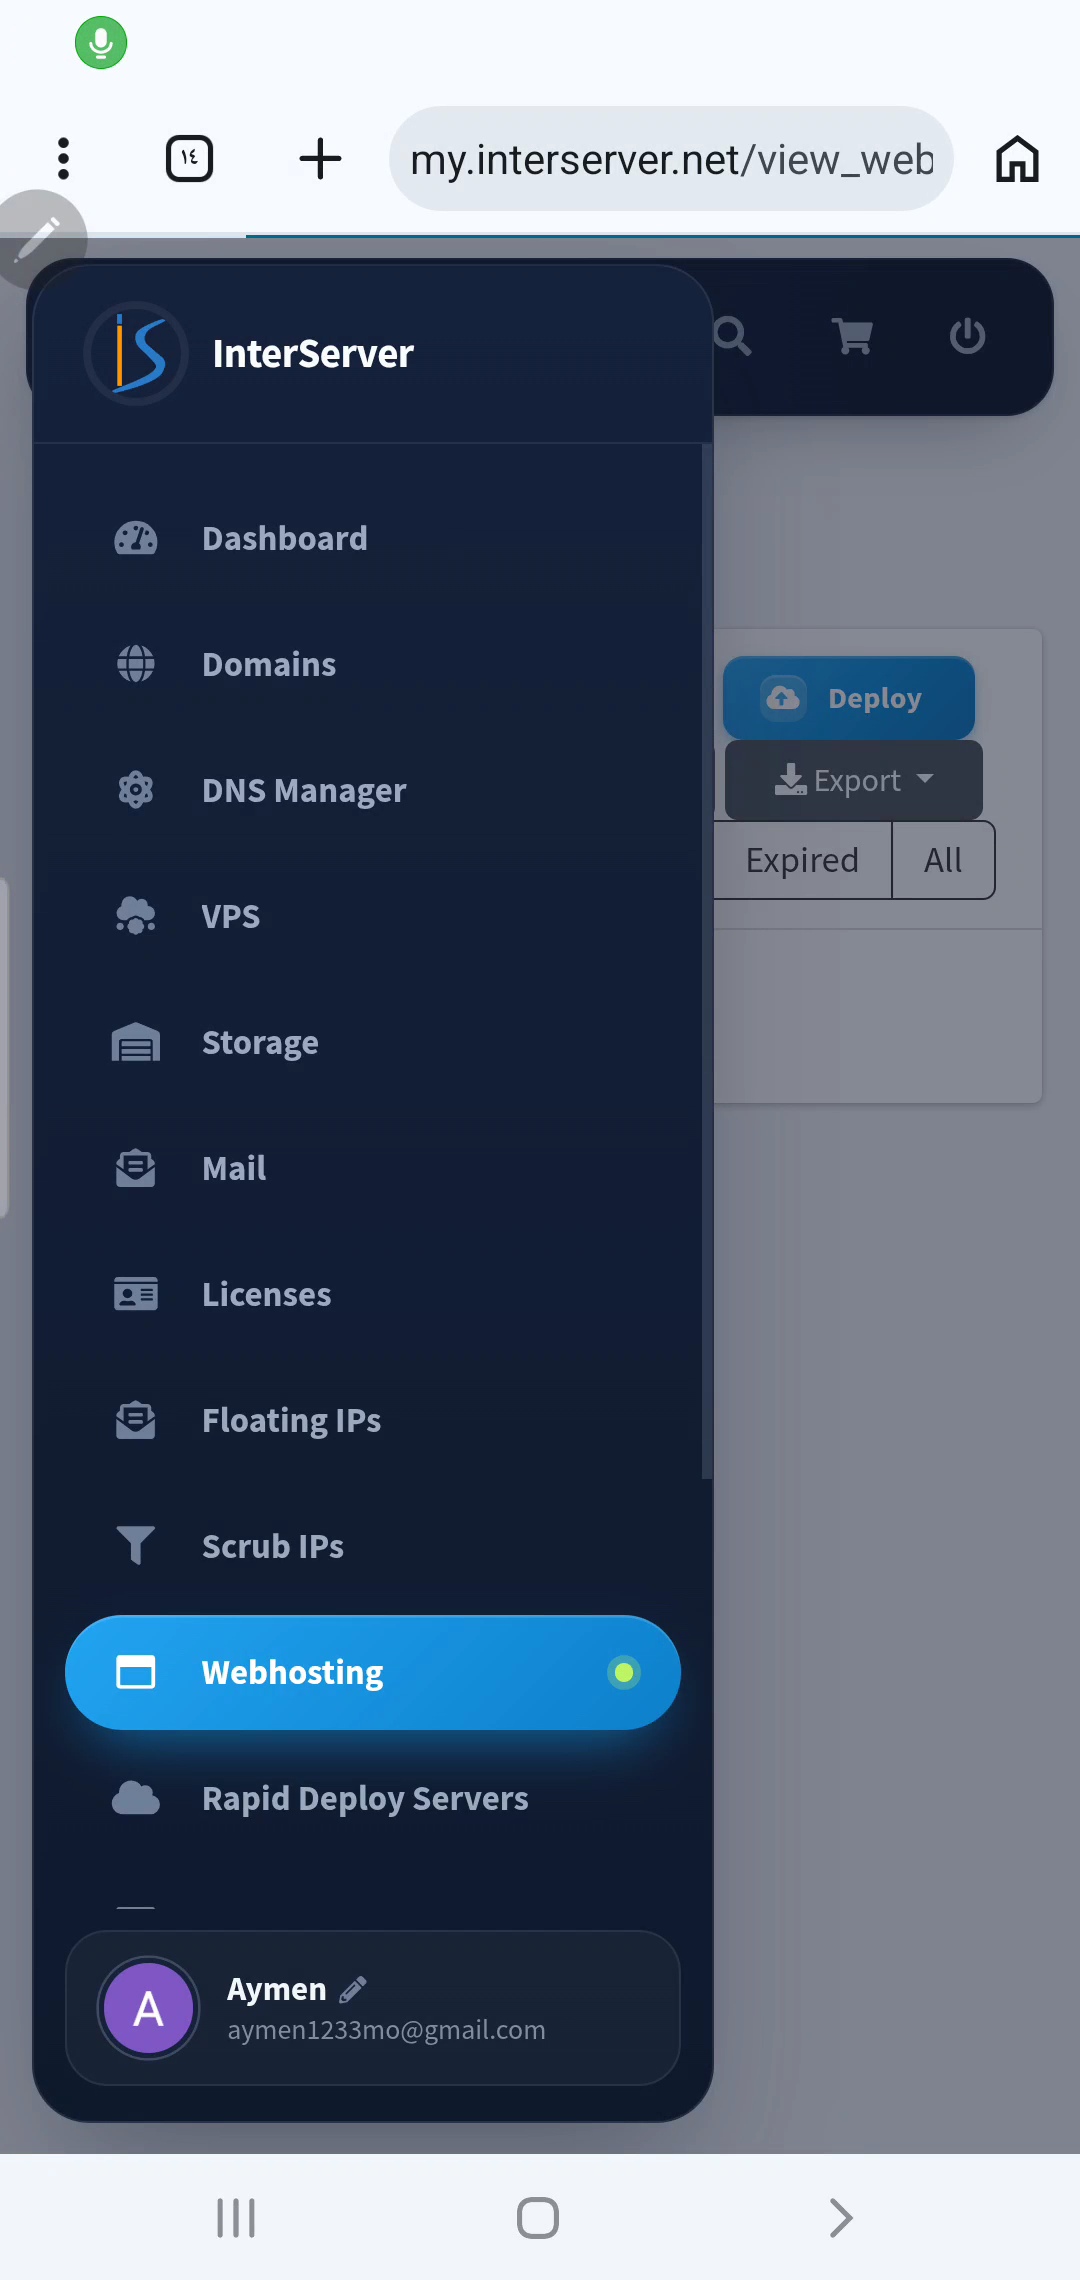 ١٤
my.interserver.net/view_web
InterServer
Dashboard
Domains
Deploy
DNS Manager
Export
Expired
All
VPS
Storage
Mail
Licenses
Floating IPs
Scrub IPs
Webhosting
Rapid Deploy Servers
A
Aymen
aymen1233mo@gmail.com